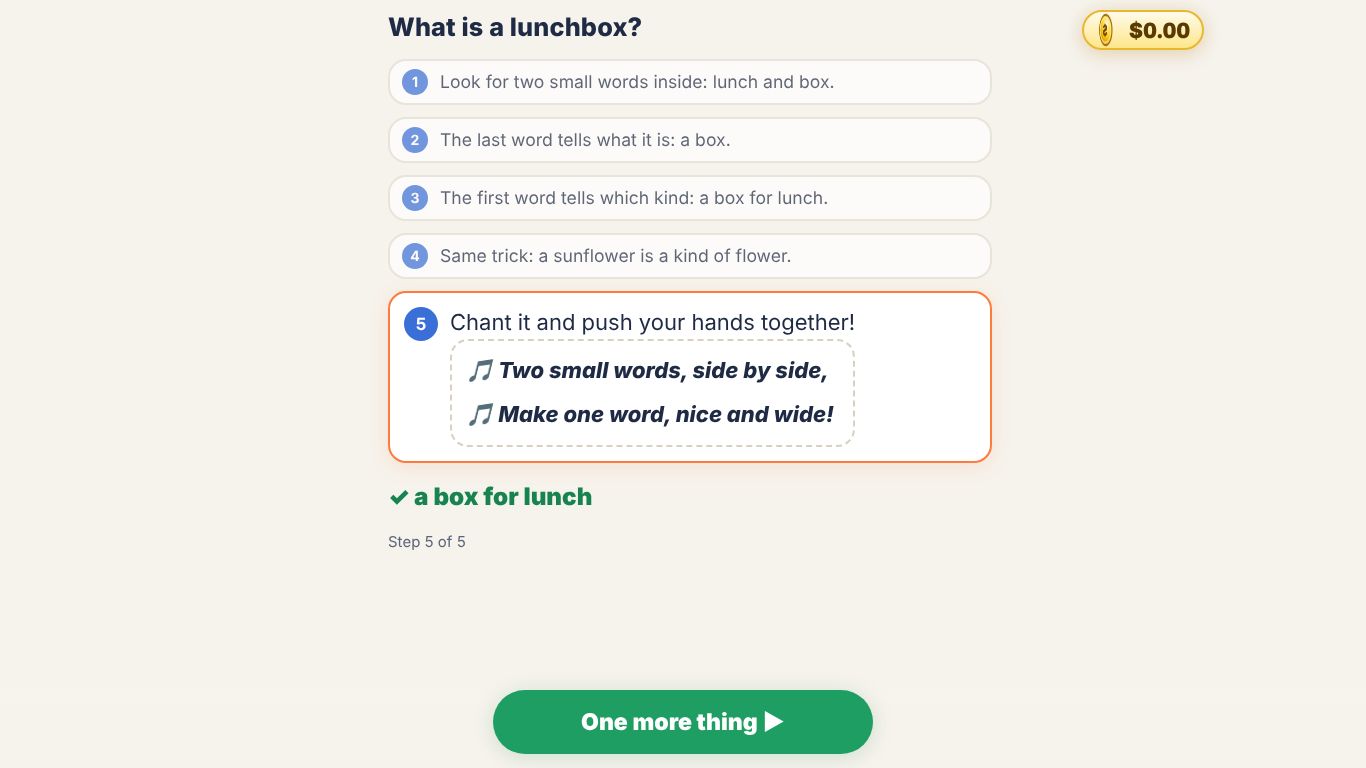 What is a lunchbox?
$0.00
1 Look for two small words inside: lunch and box.
2 The last word tells what it is: a box.
3 The first word tells which kind: a box for lunch.
4 Same trick: a sunflower is a kind of flower.
5 Chant it and push your hands together!
🎵 Two small words, side by side,
🎵 Make one word, nice and wide!
✓ a box for lunch
Step 5 of 5
One more thing ▶